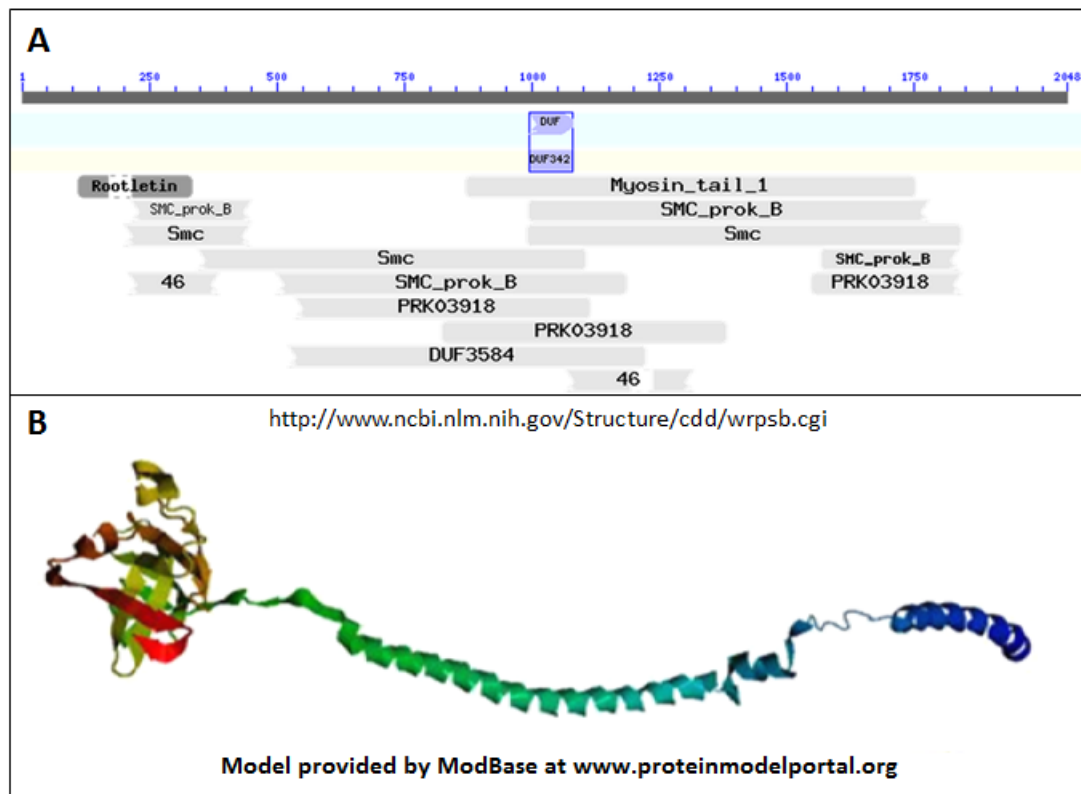 A
1 250 500 750 1000 1250 1500 1750 2048
DUF
DUF342
Rootletin Myosin_tail_1
SMC_prok_B SMC_prok_B
Smc Smc
Smc SMC_prok_B
46 SMC_prok_B PRK03918
PRK03918
PRK03918
DUF3584
46
B
http://www.ncbi.nlm.nih.gov/Structure/cdd/wrpsb.cgi
Model provided by ModBase at www.proteinmodelportal.org